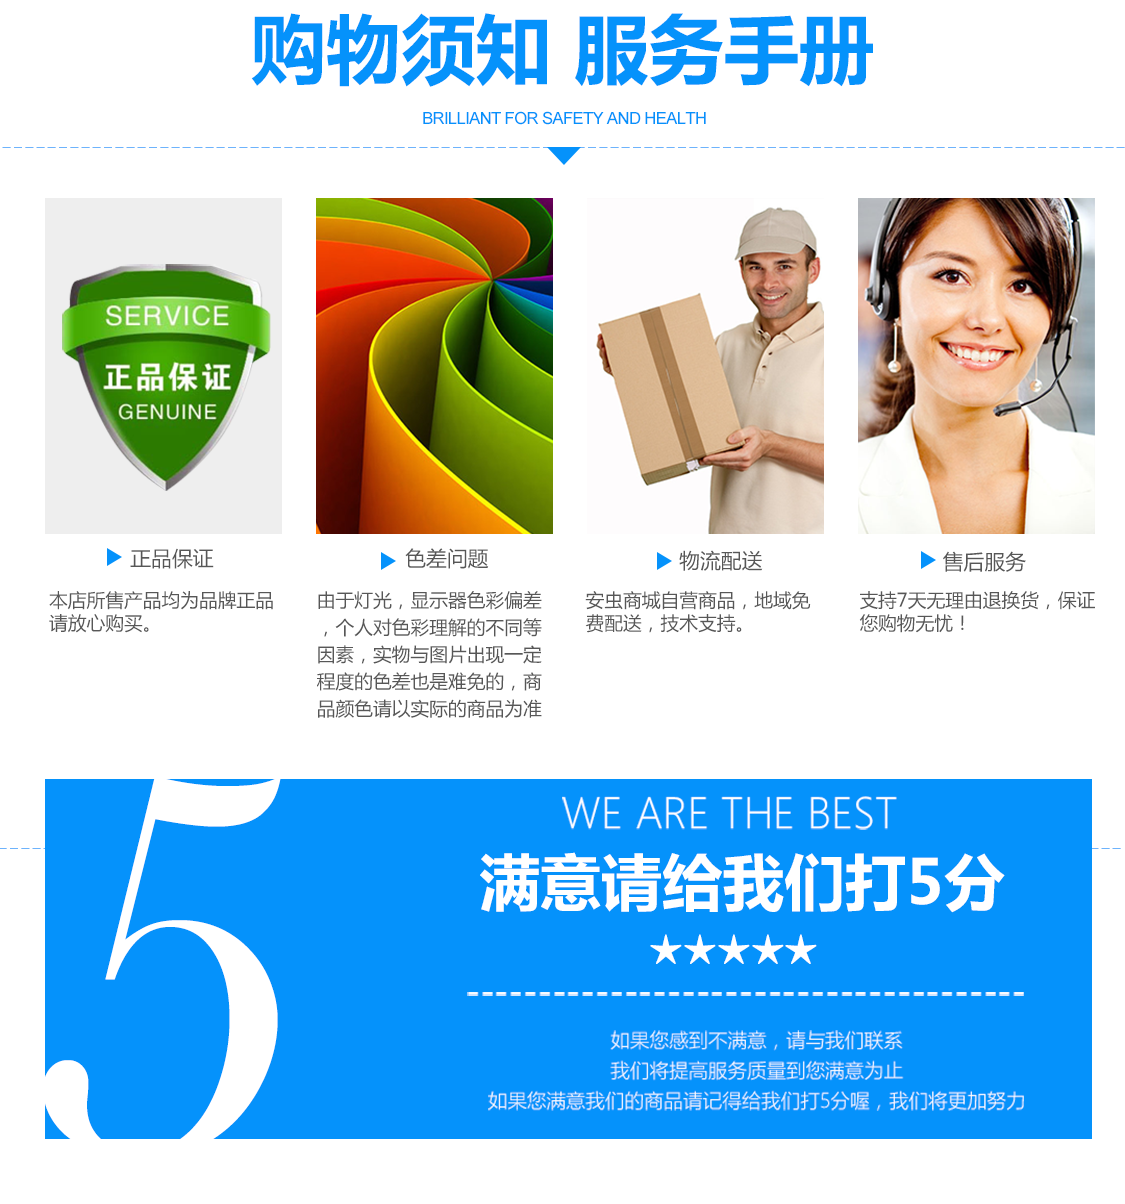 购物须知 服务手册
BRILLIANT FOR SAFETY AND HEALTH
SERVICE
正品保证
GENUINE
正品保证
本店所售产品均为品牌正品
请放心购买。
色差问题
由于灯光，显示器色彩偏差
，个人对色彩理解的不同等
因素，实物与图片出现一定
程度的色差也是难免的，商
品颜色请以实际的商品为准
物流配送
安虫商城自营商品，地域免
费配送，技术支持。
售后服务
支持7天无理由退换货，保证
您购物无忧！
5
WE ARE THE BEST
满意请给我们打5分
★★★★★
如果您感到不满意，请与我们联系
我们将提高服务质量到您满意为止
如果您满意我们的商品请记得给我们打5分喔，我们将更加努力